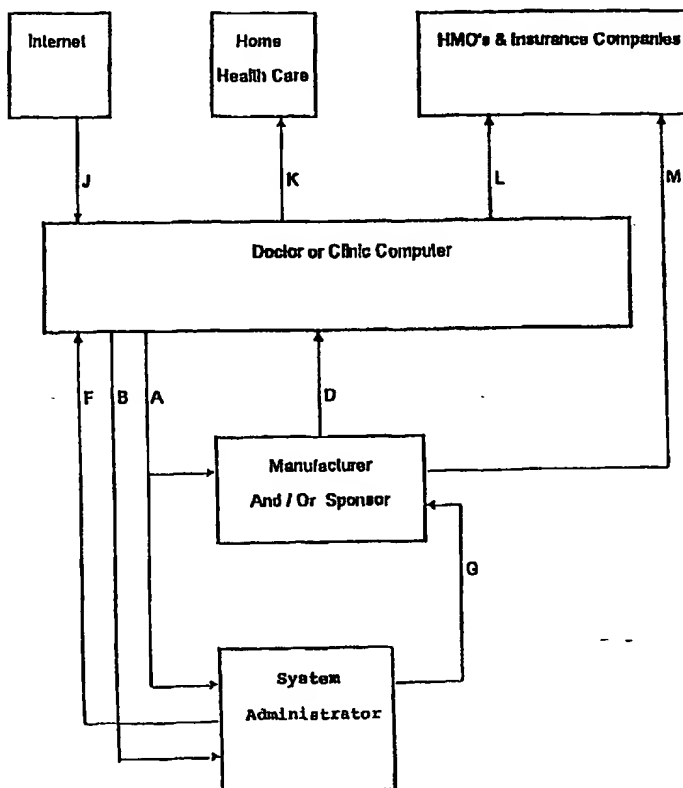 Internet
Home
Health Care
HMO's & Insurance Companies
J
K
L
M
Doctor or Clinic Computer
F
B
A
D
Manufacturer
And / Or Sponsor
G
System
Administrator